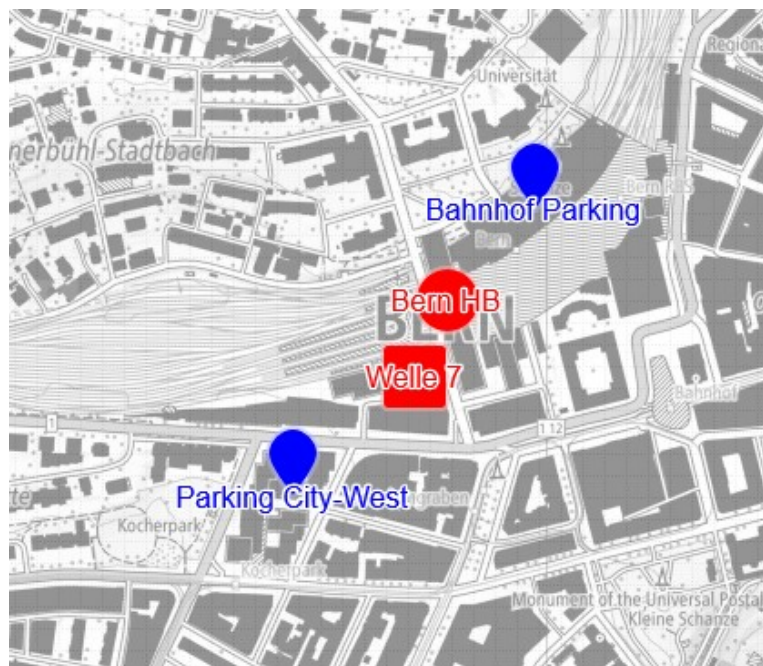 Regiona
Universität
nerbühl-Stadtbach
Bern RBS
Bahnhof Parking
Bern
Bern HB
BERN
Welle 7
Bahnhof
1
1 12
Parking City-West
Kocherpark
Kocherpark
Monument of the Universal Postal
Kleine Schanze